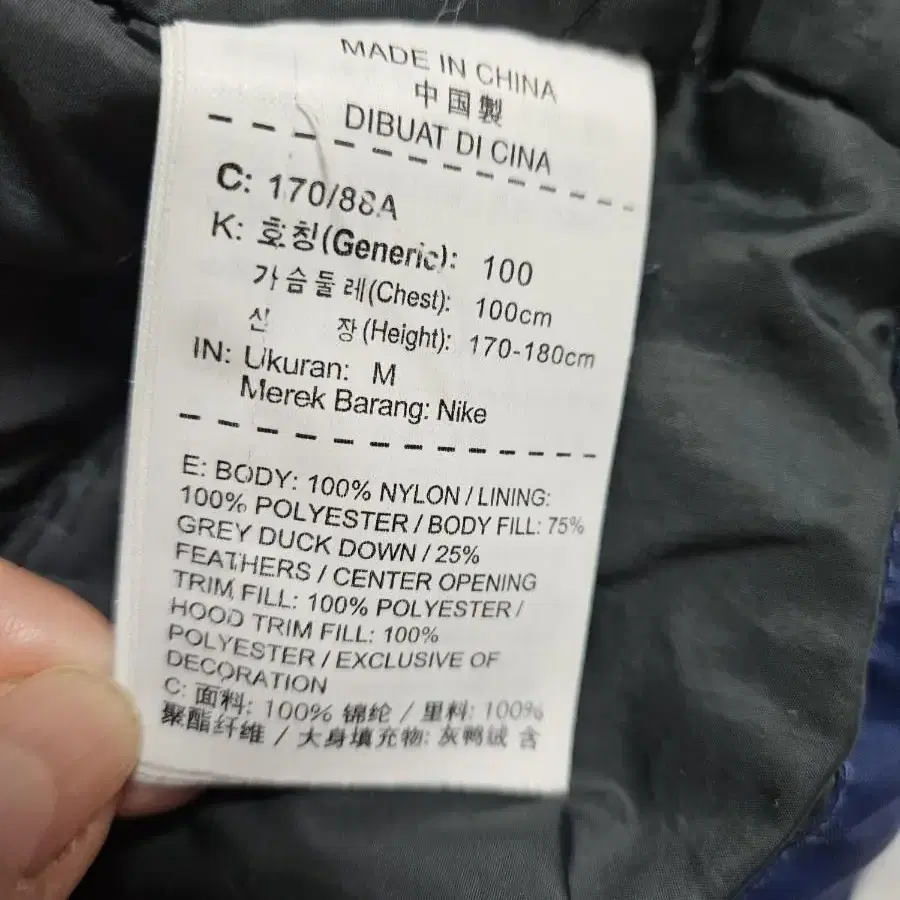 MADE IN CHINA
中国製
DIBUAT DI CINA
C: 170/88A
K: 호칭(Generic): 100
가슴둘레(Chest): 100cm
신 장(Height): 170-180cm
IN: Ukuran: M
Merek Barang: Nike
E: BODY: 100% NYLON / LINING:
100% POLYESTER / BODY FILL: 75%
GREY DUCK DOWN / 25%
FEATHERS / CENTER OPENING
TRIM FILL: 100% POLYESTER /
HOOD TRIM FILL: 100%
POLYESTER / EXCLUSIVE OF
DECORATION
C: 面料: 100% 锦纶 / 里料: 100%
聚酯纤维 / 大身填充物: 灰鸭绒 含